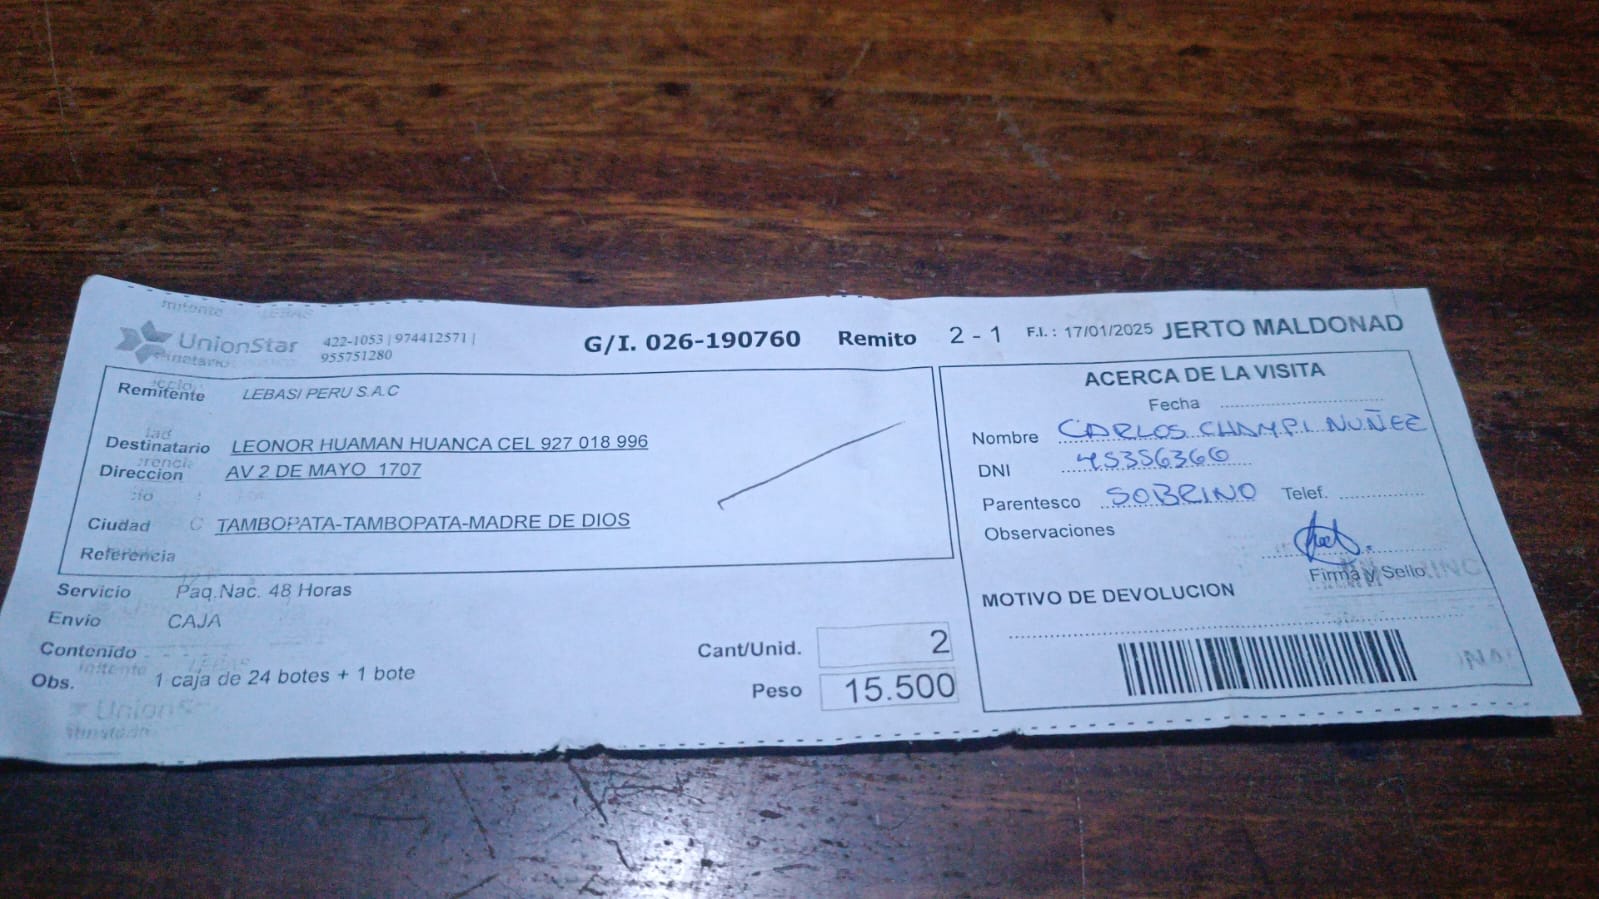 UnionStar 422-1053 | 974412571 |
955751280
G/I. 026-190760 Remito 2 - 1 F.I.: 17/01/2025 JERTO MALDONAD
Remitente LEBASI PERU S.A.C
Destinatario LEONOR HUAMAN HUANCA CEL 927 018 996
Direccion AV 2 DE MAYO 1707
Ciudad TAMBOPATA-TAMBOPATA-MADRE DE DIOS
Referencia
Servicio Paq.Nac. 48 Horas
Envío CAJA
Contenido
Obs. 1 caja de 24 botes + 1 bote
Cant/Unid. 2
Peso 15.500
ACERCA DE LA VISITA
Fecha
Nombre CARLOS CHAMPI NUÑEZ
DNI 45356366
Parentesco SOBRINO Telef.
Observaciones
Firma y Sello
MOTIVO DE DEVOLUCION